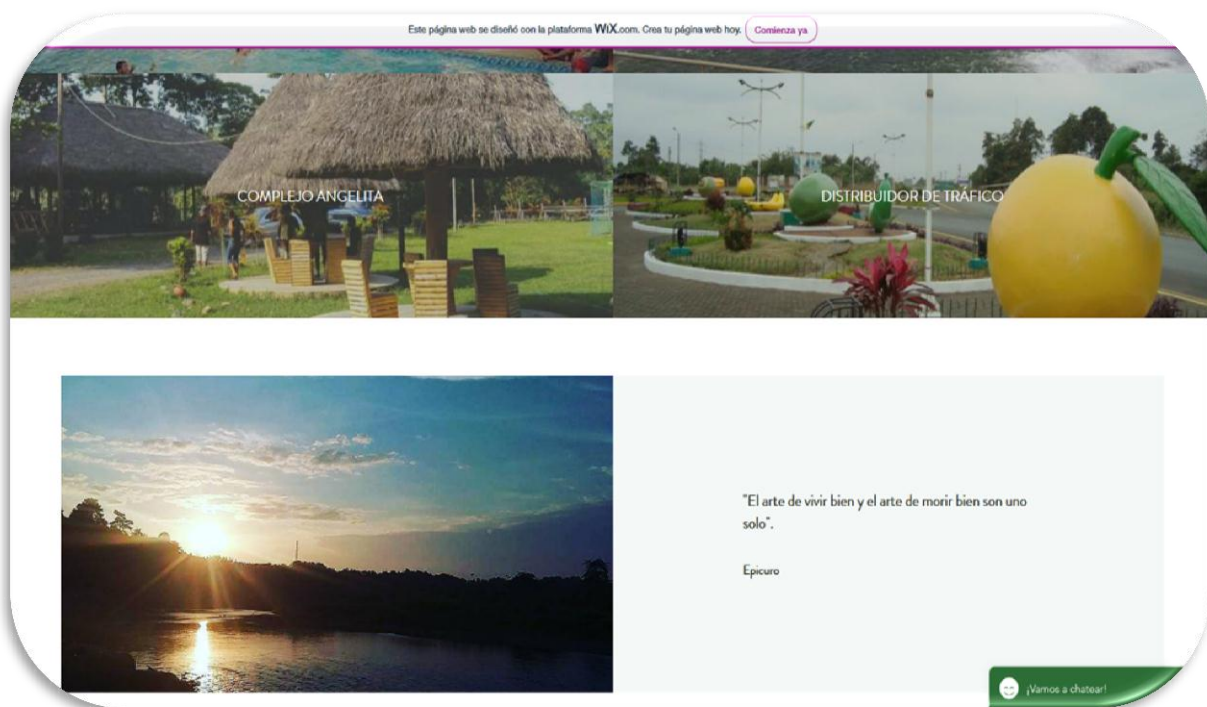 Este página web se diseñó con la plataforma WiX.com. Crea tu página web hoy. Comienza ya
COMPLEJO ANGELITA
DISTRIBUIDOR DE TRÁFICO
"El arte de vivir bien y el arte de morir bien son uno
solo".
Epicuro
¡Vamos a chatear!